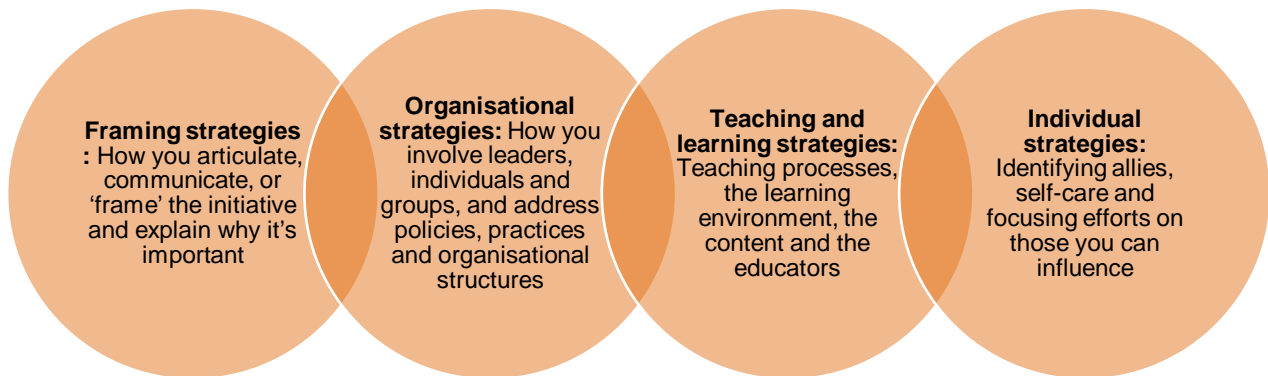 Framing strategies
: How you articulate,
communicate, or
‘frame’ the initiative
and explain why it’s
important
Organisational
strategies: How you
involve leaders,
individuals and
groups, and address
policies, practices
and organisational
structures
Teaching and
learning strategies:
Teaching processes,
the learning
environment, the
content and the
educators
Individual
strategies:
Identifying allies,
self-care and
focusing efforts on
those you can
influence